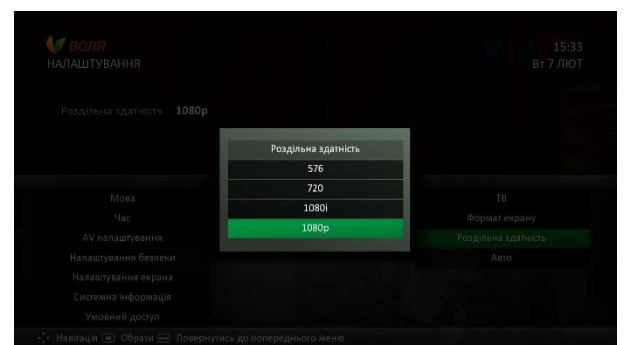 ВОЛЯ
15:33
НАЛАШТУВАННЯ
Вт 7 ЛЮТ
Роздільна здатність 1080p
Роздільна здатність
576
720
1080i
1080p
Мова
Час
AV налаштування
Налаштування безпеки
Налаштування екрана
Системна інформація
Умовний доступ
ТВ
Формат екрану
Роздільна здатність
Авто
Навігація OK Обрати Повернутись до попереднього меню